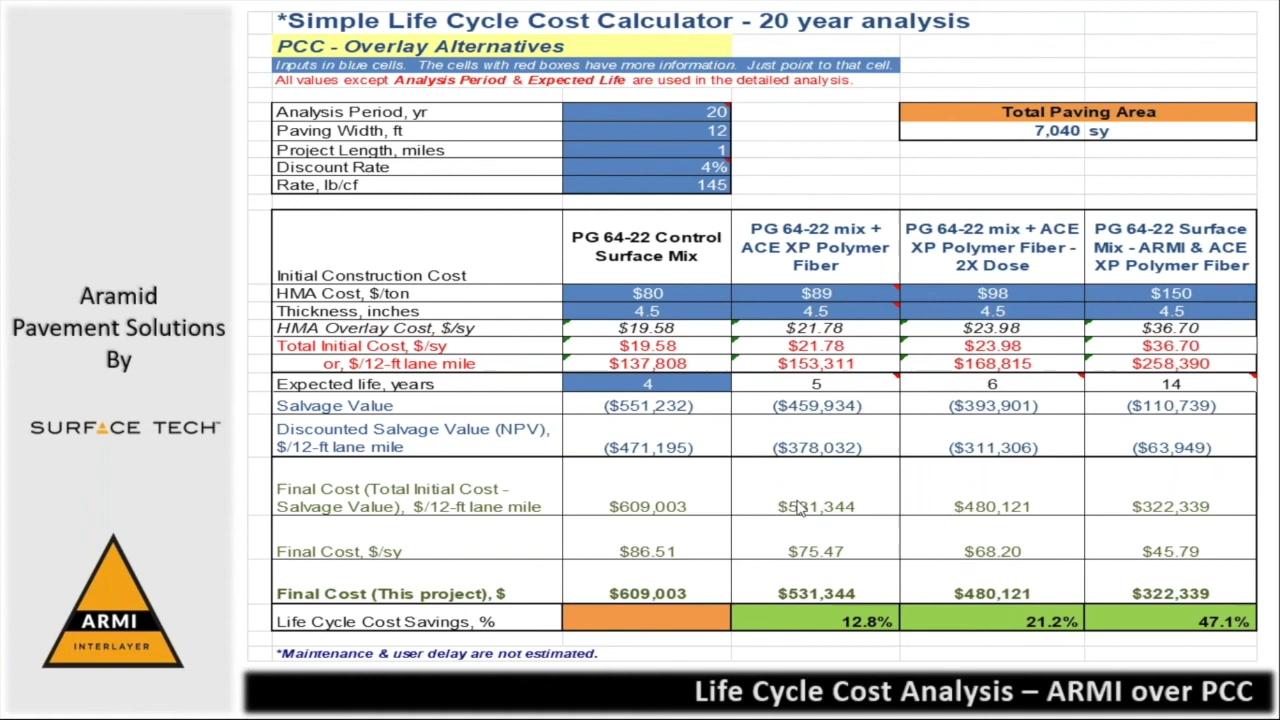 *Simple Life Cycle Cost Calculator - 20 year analysis
PCC - Overlay Alternatives
Inputs in blue cells. The cells with red boxes have more information. Just point to that cell.
All values except Analysis Period & Expected Life are used in the detailed analysis.
Analysis Period, yr 20
Paving Width, ft 12
Project Length, miles 1
Discount Rate 4%
Rate, lb/cf 145
Total Paving Area
7,040 sy
Initial Construction Cost
PG 64-22 Control
Surface Mix
PG 64-22 mix +
ACE XP Polymer
Fiber
PG 64-22 mix + ACE
XP Polymer Fiber -
2X Dose
PG 64-22 Surface
Mix - ARMI & ACE
XP Polymer Fiber
HMA Cost, $/ton $80 $89 $98 $150
Thickness, inches 4.5 4.5 4.5 4.5
HMA Overlay Cost, $/sy $19.58 $21.78 $23.98 $36.70
Total Initial Cost, $/sy $19.58 $21.78 $23.98 $36.70
or, $/12-ft lane mile $137,808 $153,311 $168,815 $258,390
Expected life, years 4 5 6 14
Salvage Value ($551,232) ($459,934) ($393,901) ($110,739)
Discounted Salvage Value (NPV),
$/12-ft lane mile ($471,195) ($378,032) ($311,306) ($63,949)
Final Cost (Total Initial Cost -
Salvage Value), $/12-ft lane mile $609,003 $531,344 $480,121 $322,339
Final Cost, $/sy $86.51 $75.47 $68.20 $45.79
Final Cost (This project), $ $609,003 $531,344 $480,121 $322,339
Life Cycle Cost Savings, % 12.8% 21.2% 47.1%
*Maintenance & user delay are not estimated.
Aramid
Pavement Solutions
By
SURFACE TECH
ARMI
INTERLAYER
Life Cycle Cost Analysis – ARMI over PCC